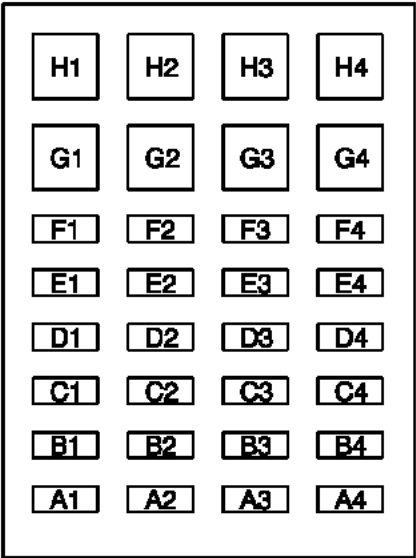 H1 H2 H3 H4
G1 G2 G3 G4
F1 F2 F3 F4
E1 E2 E3 E4
D1 D2 D3 D4
C1 C2 C3 C4
B1 B2 B3 B4
A1 A2 A3 A4